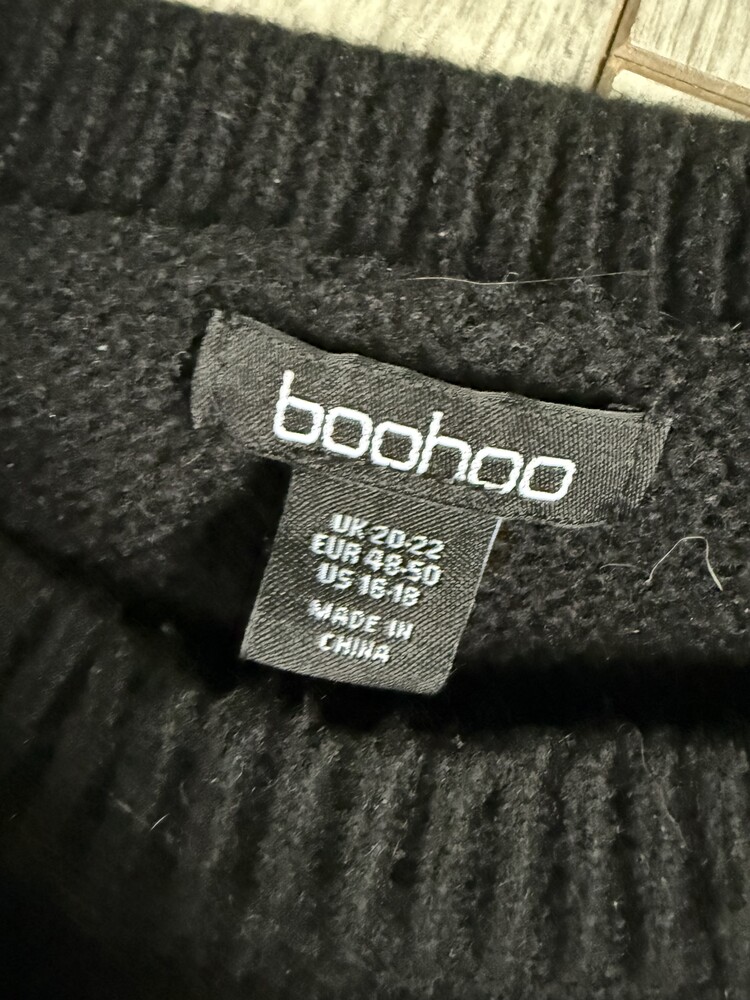 boohoo
UK 20-22
EUR 48-50
US 16-18
MADE IN
CHINA